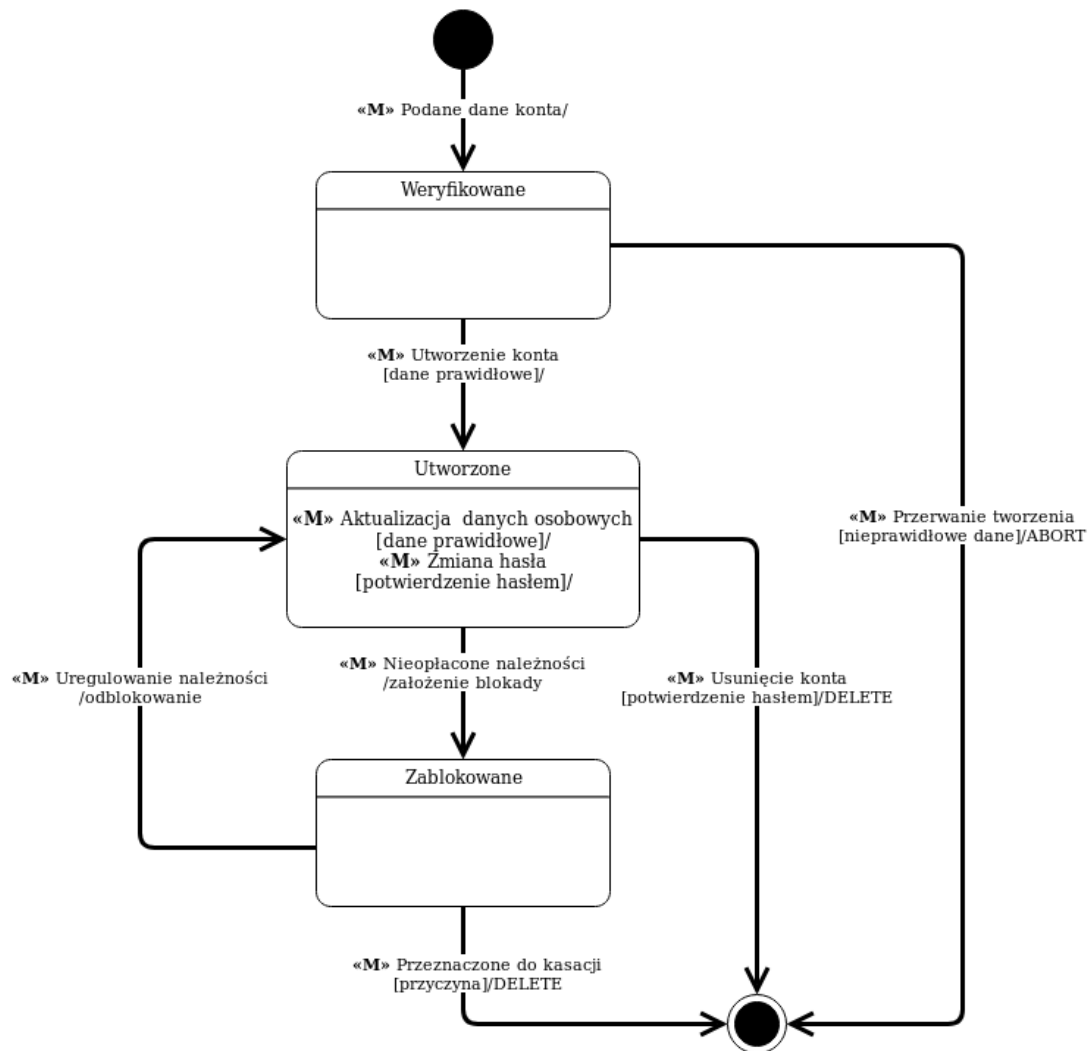 «M» Podane dane konta/
Weryfikowane
«M» Utworzenie konta
[dane prawidłowe]/
Utworzone
«M» Aktualizacja  danych osobowych
[dane prawidłowe]/
«M» Zmiana hasła
[potwierdzenie hasłem]/
«M» Przerwanie tworzenia
[nieprawidłowe dane]/ABORT
«M» Uregulowanie należności
/odblokowanie
«M» Nieopłacone należności
/założenie blokady
«M» Usunięcie konta
[potwierdzenie hasłem]/DELETE
Zablokowane
«M» Przeznaczone do kasacji
[przyczyna]/DELETE